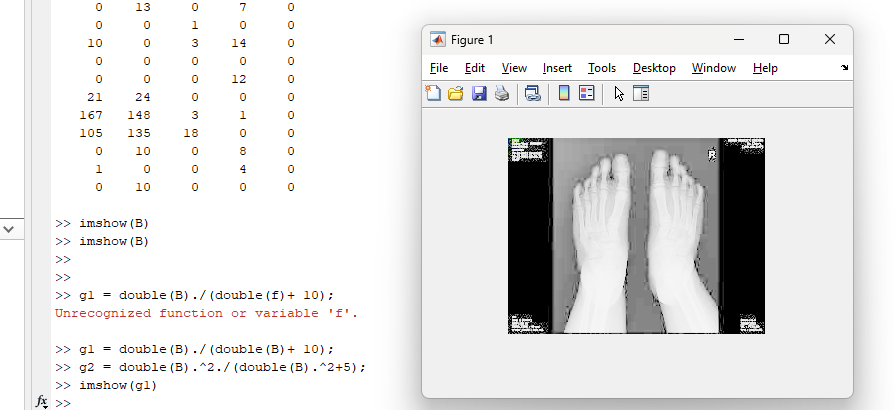 0 13 0 7 0
0 0 1 0 0
10 0 3 14 0
0 0 0 0 0
0 0 0 12 0
21 24 0 0 0
167 148 3 1 0
105 135 18 0 0
0 10 0 8 0
1 0 0 4 0
0 10 0 0 0
>> imshow(B)
>> imshow(B)
>>
>>
>> g1 = double(B)./(double(f)+ 10);
Unrecognized function or variable 'f'.
>> g1 = double(B)./(double(B)+ 10);
>> g2 = double(B).^2./(double(B).^2+5);
>> imshow(g1)
fx >>
Figure 1
File Edit View Insert Tools Desktop Window Help
R